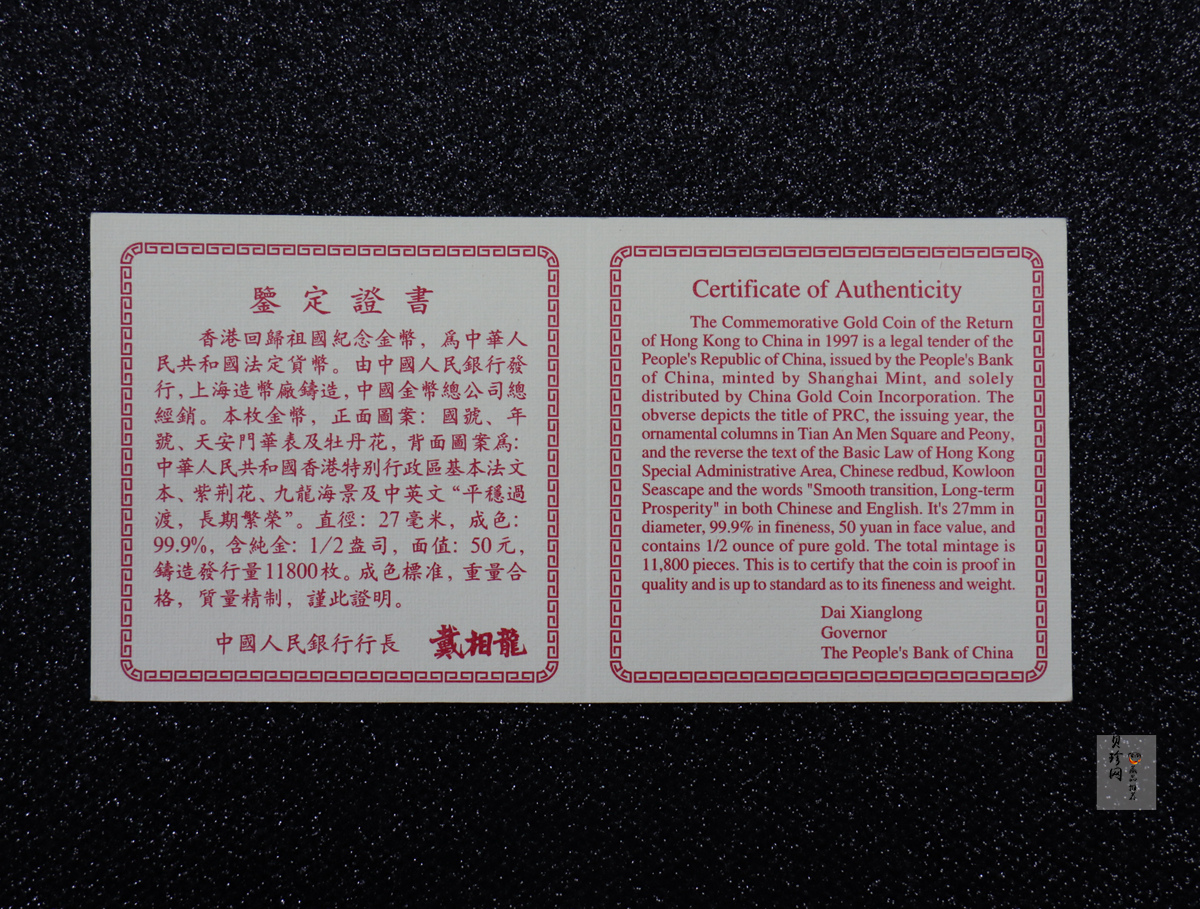 鑒定證書
香港回歸祖國紀念金幣，爲中華人
民共和國法定貨幣。由中國人民銀行發
行，上海造幣廠鑄造，中國金幣總公司總
經銷。本枚金幣，正面圖案：國號、年
號、天安門華表及牡丹花，背面圖案爲：
中華人民共和國香港特別行政區基本法文
本、紫荆花、九龍海景及中英文“平穩過
渡，長期繁榮”。直徑：27毫米，成色：
99.9%，含純金：1/2盎司，面值：50元，
鑄造發行量11800枚。成色標准，重量合
格，質量精制，謹此證明。
中國人民銀行行長 戴相龍
Certificate of Authenticity
The Commemorative Gold Coin of the Return
of Hong Kong to China in 1997 is a legal tender of the
People's Republic of China, issued by the People's Bank
of China, minted by Shanghai Mint, and solely
distributed by China Gold Coin Incorporation. The
obverse depicts the title of PRC, the issuing year, the
ornamental columns in Tian An Men Square and Peony,
and the reverse the text of the Basic Law of Hong Kong
Special Administrative Area, Chinese redbud, Kowloon
Seascape and the words "Smooth transition, Long-term
Prosperity" in both Chinese and English. It's 27mm in
diameter, 99.9% in fineness, 50 yuan in face value, and
contains 1/2 ounce of pure gold. The total mintage is
11,800 pieces. This is to certify that the coin is proof in
quality and is up to standard as to its fineness and weight.
Dai Xianglong
Governor
The People's Bank of China
貝珍网